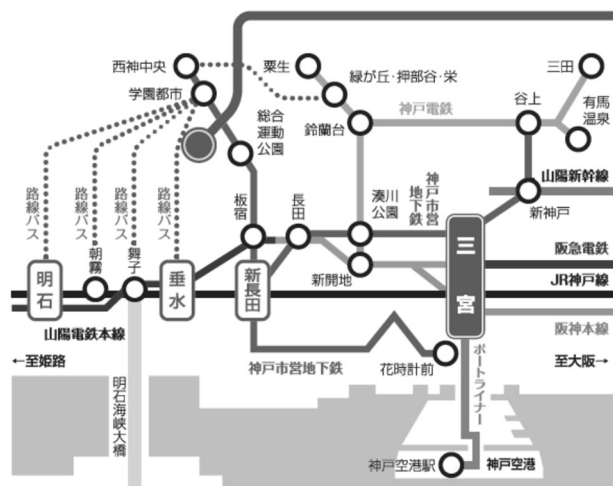 西神中央
粟生
緑が丘・押部谷・栄
三田
学園都市
総合
運動
公園
鈴蘭台
神戸電鉄
谷上
有馬
温泉
山陽新幹線
路線バス
路線バス
路線バス
路線バス
板宿
長田
湊川
公園
神戸市営
地下鉄
新神戸
三宮
阪急電鉄
朝霧
舞子
明石
垂水
新長田
新開地
JR神戸線
山陽電鉄本線
阪神本線
←至姫路
神戸市営地下鉄
花時計前
ポートライナー
至大阪→
明石海峡大橋
神戸空港駅
神戸空港